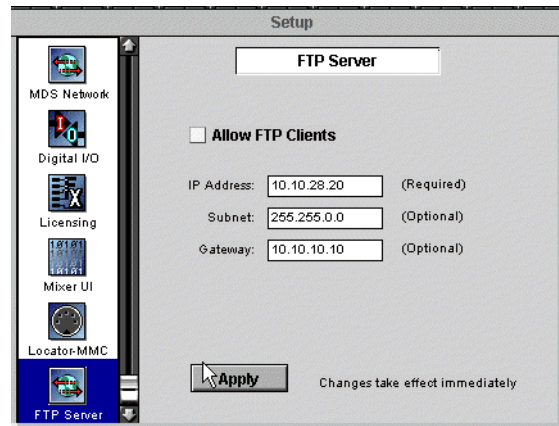 Setup
MDS Network
Digital I/O
Licensing
Mixer UI
Locator-MMC
FTP Server
FTP Server
Allow FTP Clients
IP Address: 10.10.28.20 (Required)
Subnet: 255.255.0.0 (Optional)
Gateway: 10.10.10.10 (Optional)
Apply Changes take effect immediately